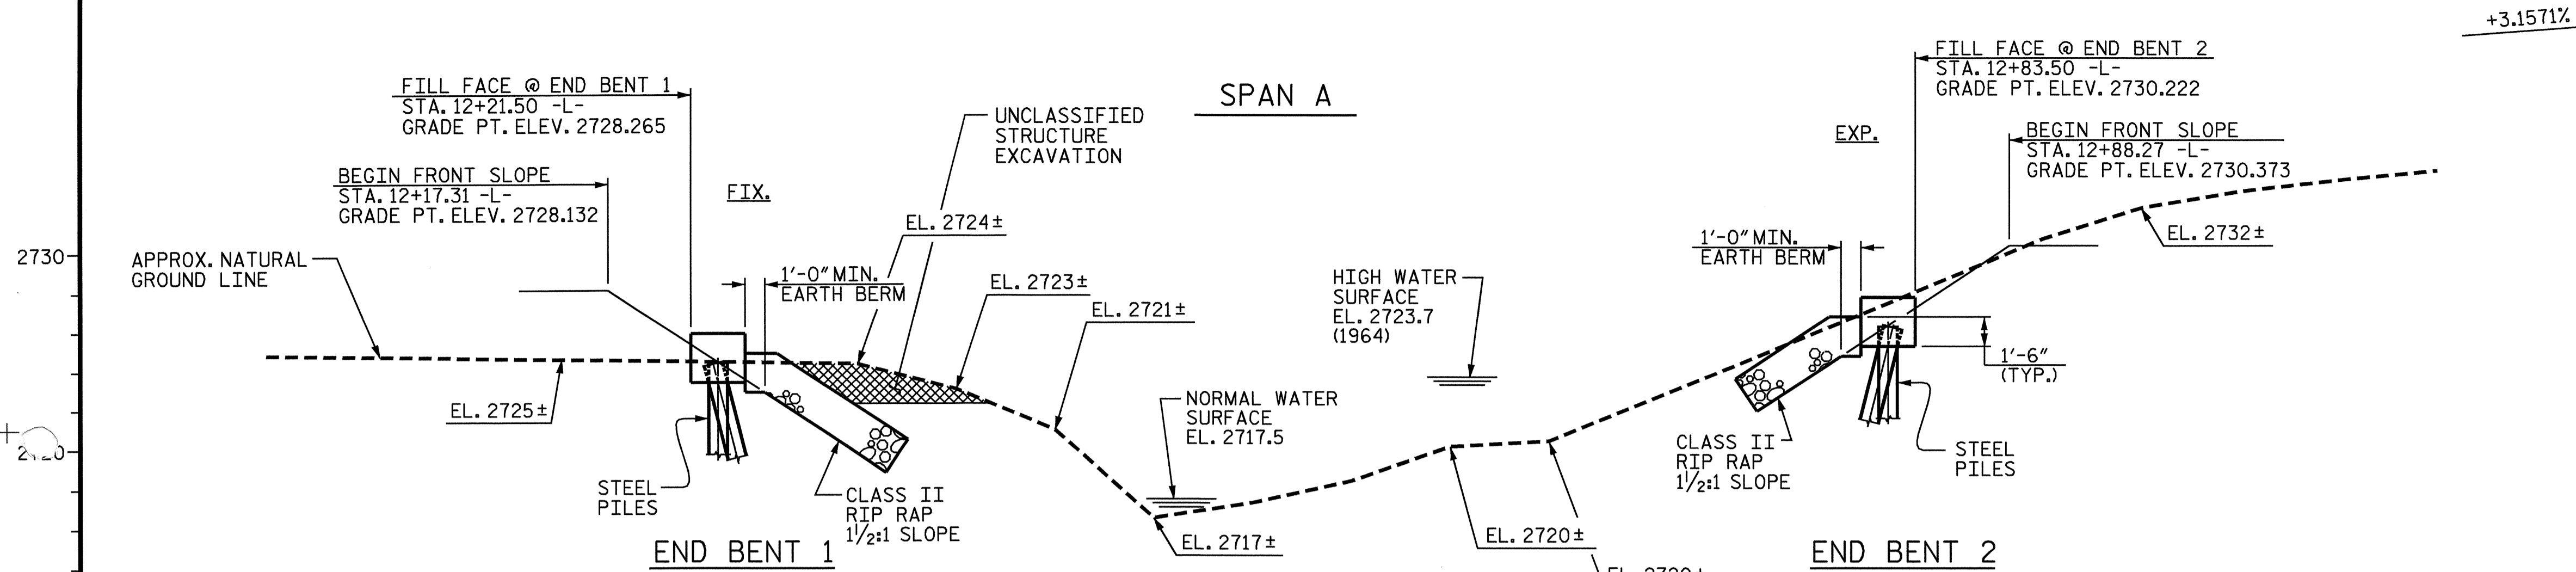 +3.1571%
FILL FACE @ END BENT 1
STA. 12+21.50 -L-
GRADE PT. ELEV. 2728.265
SPAN A
FILL FACE @ END BENT 2
STA. 12+83.50 -L-
GRADE PT. ELEV. 2730.222
UNCLASSIFIED
STRUCTURE
EXCAVATION
EXP.
BEGIN FRONT SLOPE
STA. 12+88.27 -L-
GRADE PT. ELEV. 2730.373
BEGIN FRONT SLOPE
STA. 12+17.31 -L-
GRADE PT. ELEV. 2728.132
FIX.
EL. 2724±
2730
APPROX. NATURAL
GROUND LINE
1'-0" MIN.
EARTH BERM
EL. 2723±
EL. 2721±
HIGH WATER
SURFACE
EL. 2723.7
(1964)
1'-0" MIN.
EARTH BERM
EL. 2732±
1'-6"
(TYP.)
EL. 2725±
NORMAL WATER
SURFACE
EL. 2717.5
2720
STEEL
PILES
CLASS II
RIP RAP
1 1/2:1 SLOPE
CLASS II
RIP RAP
1 1/2:1 SLOPE
STEEL
PILES
END BENT 1
EL. 2717±
EL. 2720±
END BENT 2